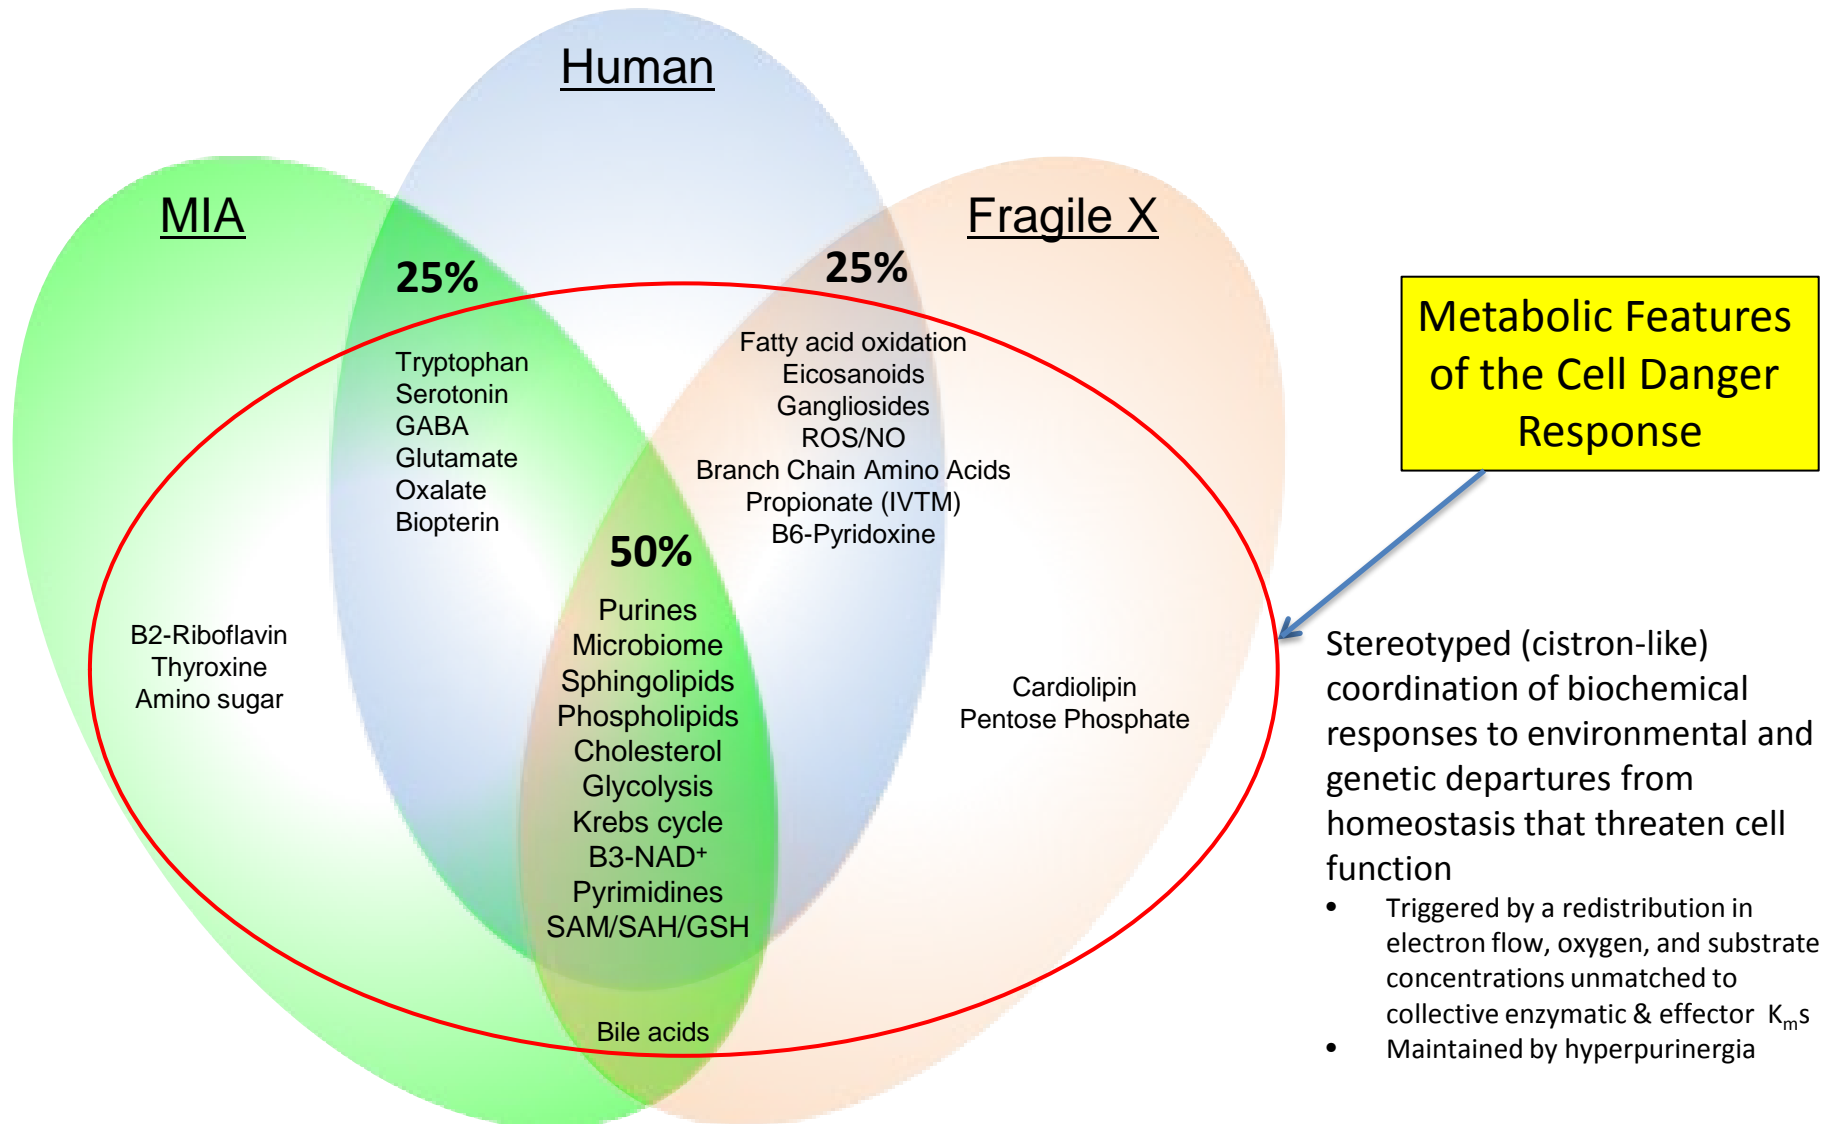 Human
MIA
Fragile X
25%
25%
Tryptophan
Serotonin
GABA
Glutamate
Oxalate
Biopterin
Fatty acid oxidation
Eicosanoids
Gangliosides
ROS/NO
Branch Chain Amino Acids
Propionate (IVTM)
B6-Pyridoxine
50%
Purines
Microbiome
Sphingolipids
Phospholipids
Cholesterol
Glycolysis
Krebs cycle
B3-NAD⁺
Pyrimidines
SAM/SAH/GSH
B2-Riboflavin
Thyroxine
Amino sugar
Cardiolipin
Pentose Phosphate
Bile acids
Metabolic Features
of the Cell Danger
Response
Stereotyped (cistron-like)
coordination of biochemical
responses to environmental and
genetic departures from
homeostasis that threaten cell
function
• Triggered by a redistribution in
electron flow, oxygen, and substrate
concentrations unmatched to
collective enzymatic & effector Kₘs
• Maintained by hyperpurinergia